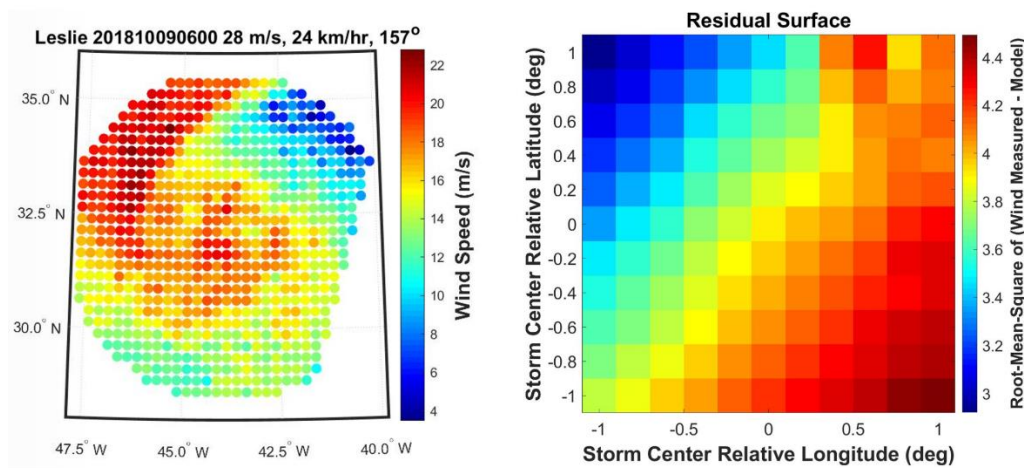 Leslie 201810090600 28 m/s, 24 km/hr, 157°
35.0° N
32.5° N
30.0° N
47.5° W
45.0° W
42.5° W
40.0° W
22
20
18
16
14
12
10
8
6
4
Wind Speed (m/s)
Residual Surface
Storm Center Relative Latitude (deg)
1
0.8
0.6
0.4
0.2
0
-0.2
-0.4
-0.6
-0.8
-1
-1
-0.5
0
0.5
1
Storm Center Relative Longitude (deg)
4.4
4.2
4
3.8
3.6
3.4
3.2
3
Root-Mean-Square of (Wind Measured - Model)